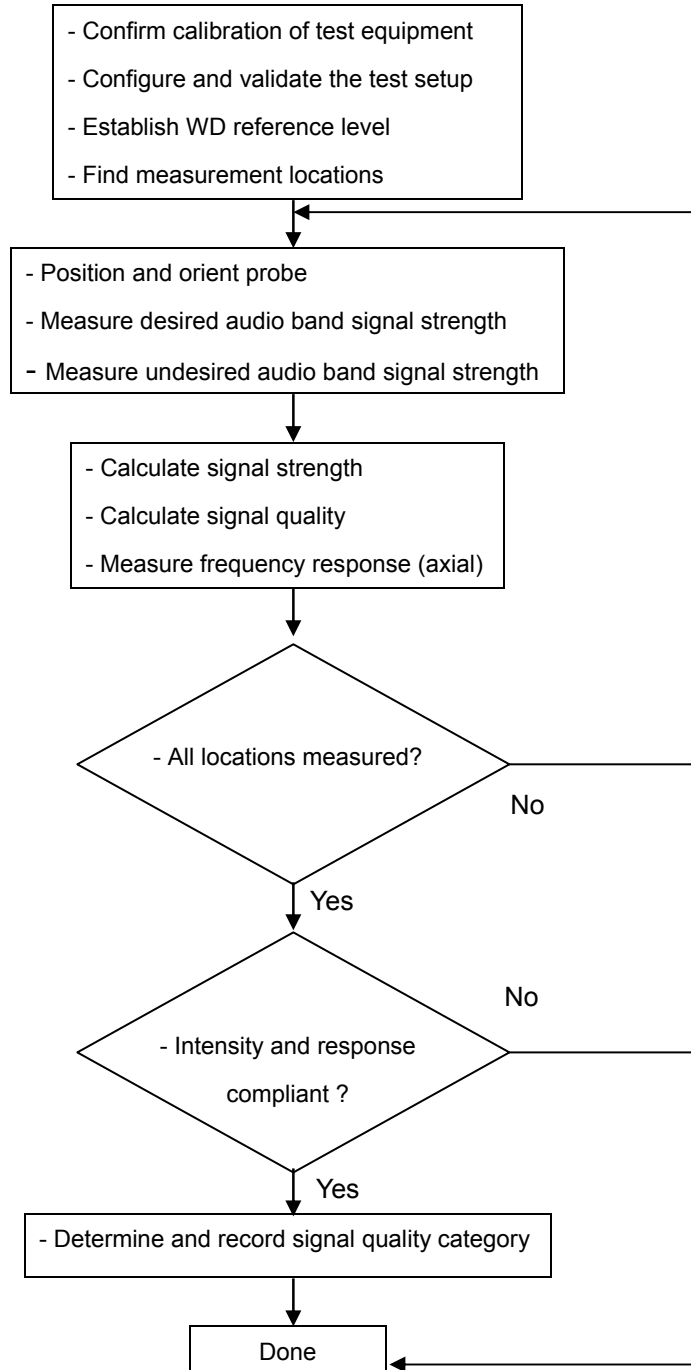 - Confirm calibration of test equipment
- Configure and validate the test setup
- Establish WD reference level
- Find measurement locations
- Position and orient probe
- Measure desired audio band signal strength
- Measure undesired audio band signal strength
- Calculate signal strength
- Calculate signal quality
- Measure frequency response (axial)
- All locations measured?
No
Yes
No
- Intensity and response
compliant ?
Yes
- Determine and record signal quality category
Done